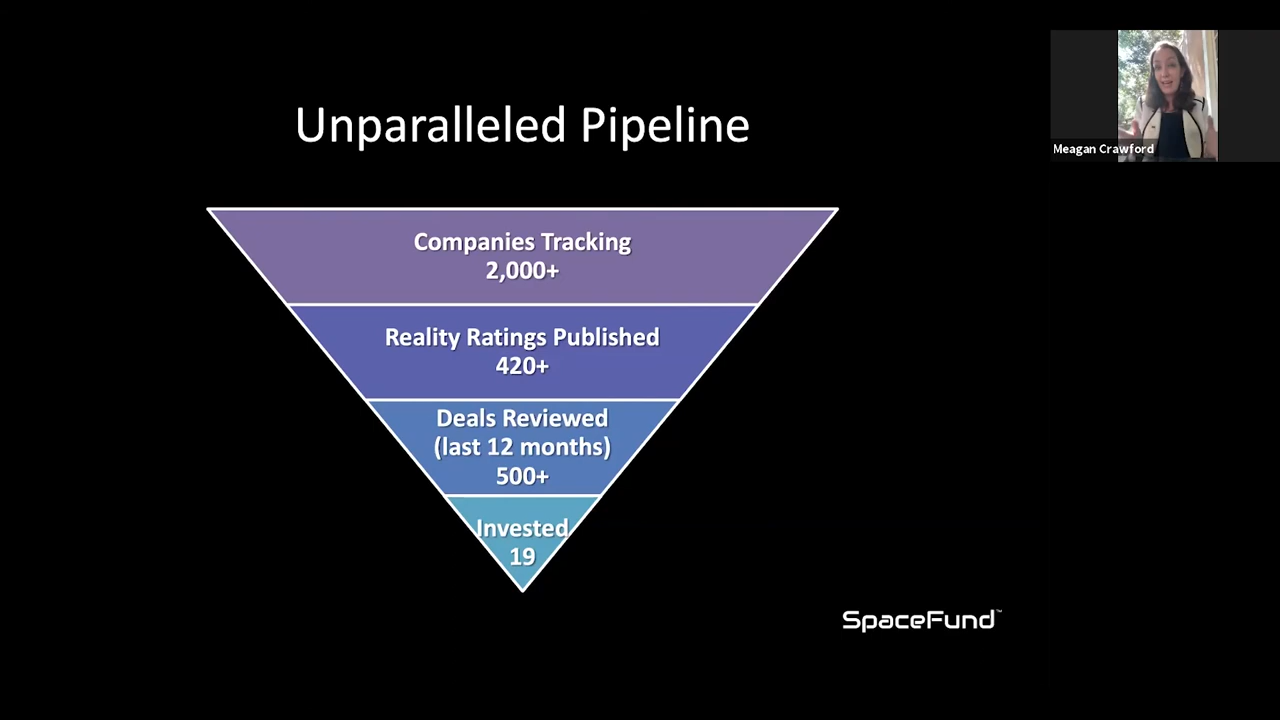 Unparalleled Pipeline
Meagan Crawford
Companies Tracking
2,000+
Reality Ratings Published
420+
Deals Reviewed
(last 12 months)
500+
Invested
19
SpaceFund™